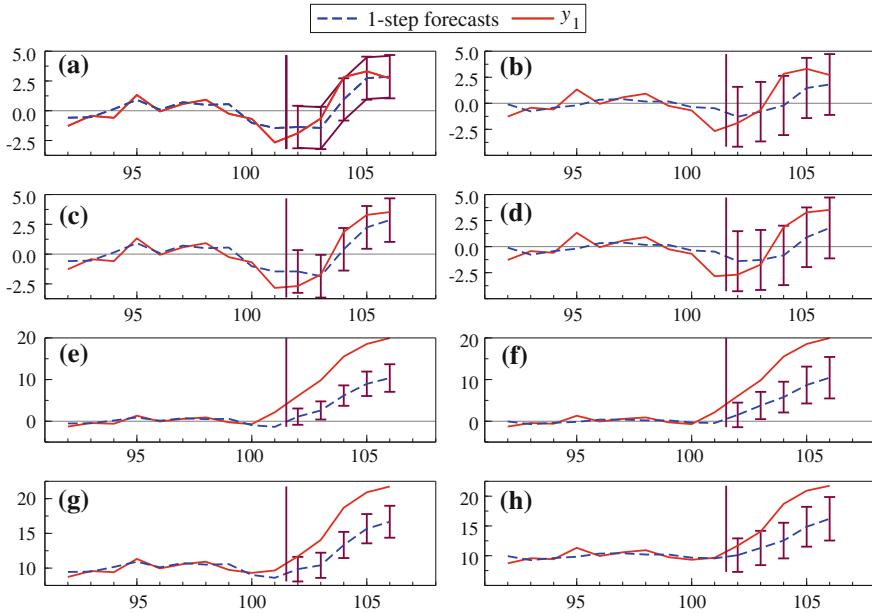 1-step forecasts y1
(a) 5.0 2.5 0.0 -2.5 95 100 105
(b) 5.0 2.5 0.0 -2.5 95 100 105
(c) 5.0 2.5 0.0 -2.5 95 100 105
(d) 5.0 2.5 0.0 -2.5 95 100 105
(e) 20 10 0 95 100 105
(f) 20 10 0 95 100 105
(g) 20 15 10 95 100 105
(h) 20 15 10 95 100 105